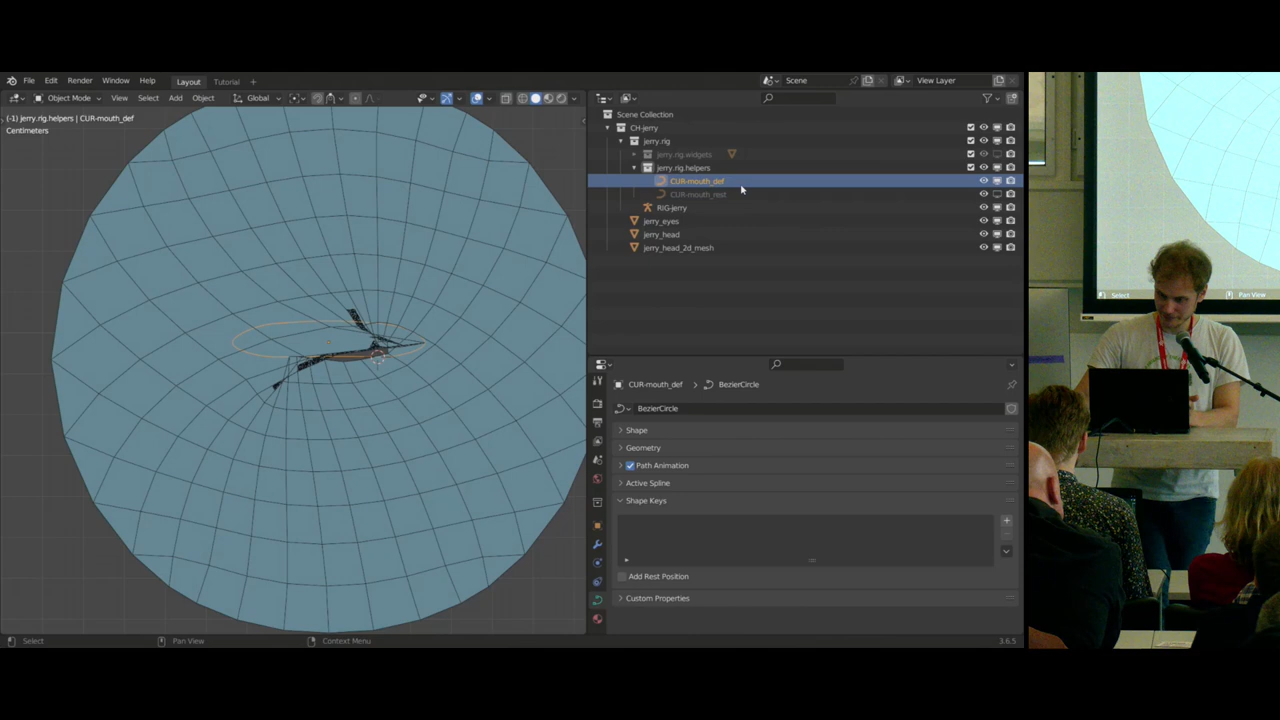 File Edit Render Window Help Layout Tutorial + Scene View Layer
Object Mode View Select Add Object Global
(-1) jerry.rig.helpers | CUR-mouth_def
Centimeters
Scene Collection
CH-jerry
jerry.rig
jerry.rig.widgets
jerry.rig.helpers
CUR-mouth_def
CUR-mouth_rest
RIG-jerry
jerry_eyes
jerry_head
jerry_head_2d_mesh
CUR-mouth_def > BezierCircle
BezierCircle
Shape
Geometry
Path Animation
Active Spline
Shape Keys
Add Rest Position
Custom Properties
Select Pan View Context Menu 3.6.5
Select Pan View